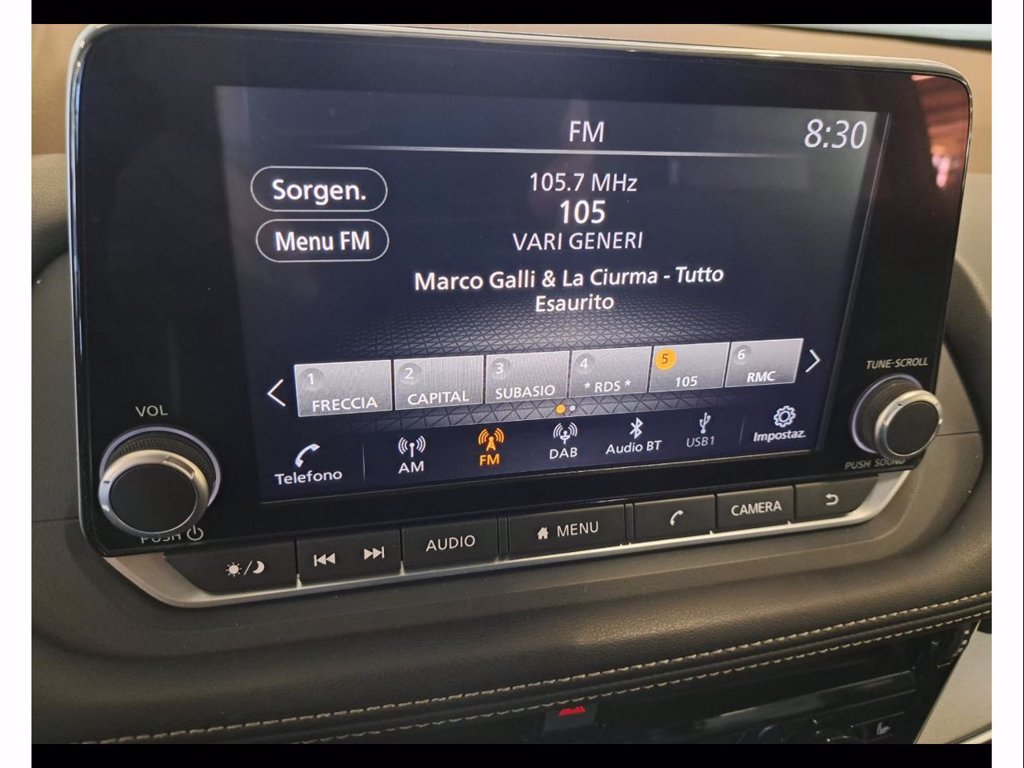 FM
8:30
Sorgen.
Menu FM
105.7 MHz
105
VARI GENERI
Marco Galli & La Ciurma - Tutto
Esaurito
1 FRECCIA
2 CAPITAL
3 SUBASIO
4 * RDS *
5 105
6 RMC
Telefono
AM
FM
DAB
Audio BT
USB1
Impostaz.
VOL
PUSH
TUNE·SCROLL
PUSH SOUND
AUDIO
MENU
CAMERA